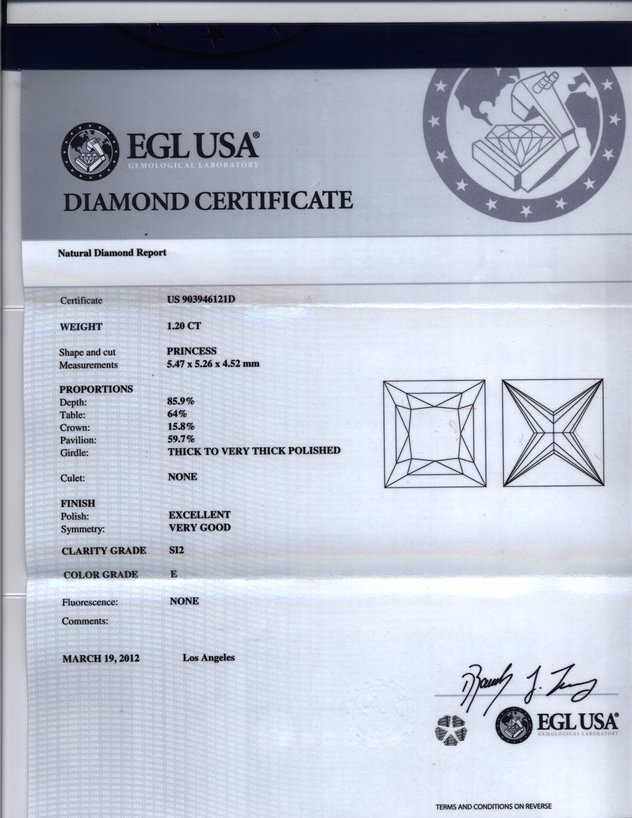 EGL USA®
GEMOLOGICAL LABORATORY
DIAMOND CERTIFICATE
Natural Diamond Report
Certificate US 903946121D
WEIGHT 1.20 CT
Shape and cut PRINCESS
Measurements 5.47 x 5.26 x 4.52 mm
PROPORTIONS
Depth: 85.9%
Table: 64%
Crown: 15.8%
Pavilion: 59.7%
Girdle: THICK TO VERY THICK POLISHED
Culet: NONE
FINISH
Polish: EXCELLENT
Symmetry: VERY GOOD
CLARITY GRADE SI2
COLOR GRADE E
Fluorescence: NONE
Comments:
MARCH 19, 2012 Los Angeles
EGL USA®
GEMOLOGICAL LABORATORY
TERMS AND CONDITIONS ON REVERSE